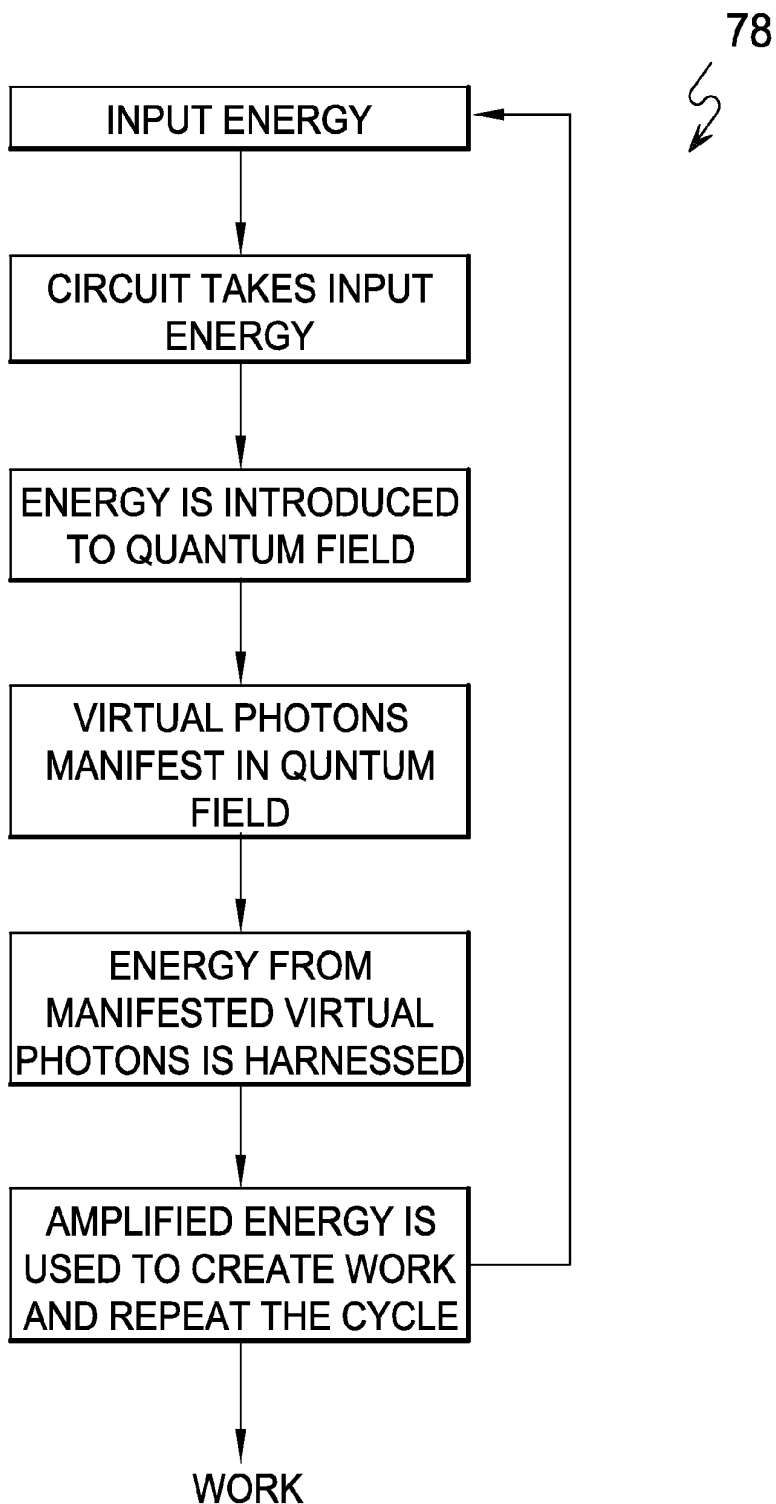 78
INPUT ENERGY
CIRCUIT TAKES INPUT
ENERGY
ENERGY IS INTRODUCED
TO QUANTUM FIELD
VIRTUAL PHOTONS
MANIFEST IN QUNTUM
FIELD
ENERGY FROM
MANIFESTED VIRTUAL
PHOTONS IS HARNESSED
AMPLIFIED ENERGY IS
USED TO CREATE WORK
AND REPEAT THE CYCLE
WORK